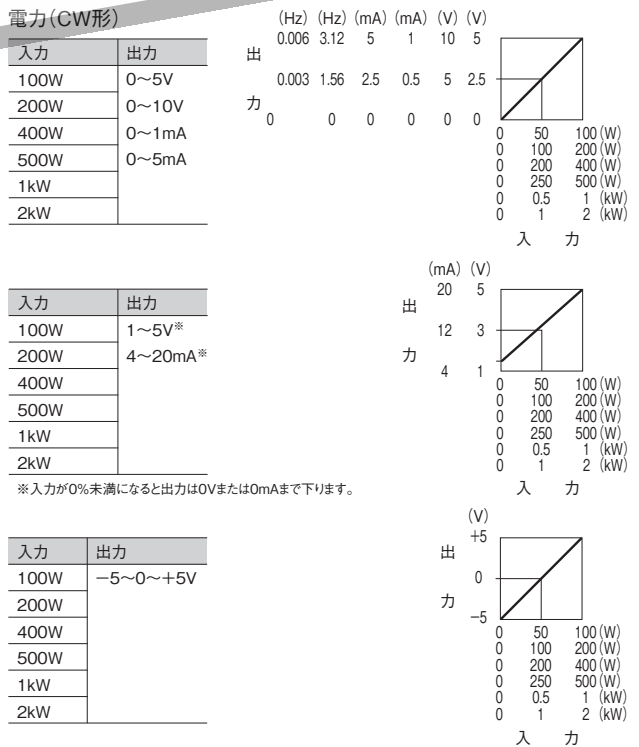 電力(CW形)
入力 出力
100W 0〜5V
200W 0〜10V
400W 0〜1mA
500W 0〜5mA
1kW
2kW
(Hz) (Hz) (mA) (mA) (V) (V)
出 0.006 3.12 5 1 10 5
0.003 1.56 2.5 0.5 5 2.5
力 0 0 0 0 0 0
0 50 100(W)
0 100 200(W)
0 200 400(W)
0 250 500(W)
0 0.5 1 (kW)
0 1 2 (kW)
入 力
入力 出力
100W 1〜5V※
200W 4〜20mA※
400W
500W
1kW
2kW
※入力が0%未満になると出力は0Vまたは0mAまで下ります。
(mA) (V)
出 20 5
12 3
力 4 1
0 50 100(W)
0 100 200(W)
0 200 400(W)
0 250 500(W)
0 0.5 1 (kW)
0 1 2 (kW)
入 力
入力 出力
100W −5〜0〜+5V
200W
400W
500W
1kW
2kW
(V)
出 +5
0
力 −5
0 50 100(W)
0 100 200(W)
0 200 400(W)
0 250 500(W)
0 0.5 1 (kW)
0 1 2 (kW)
入 力